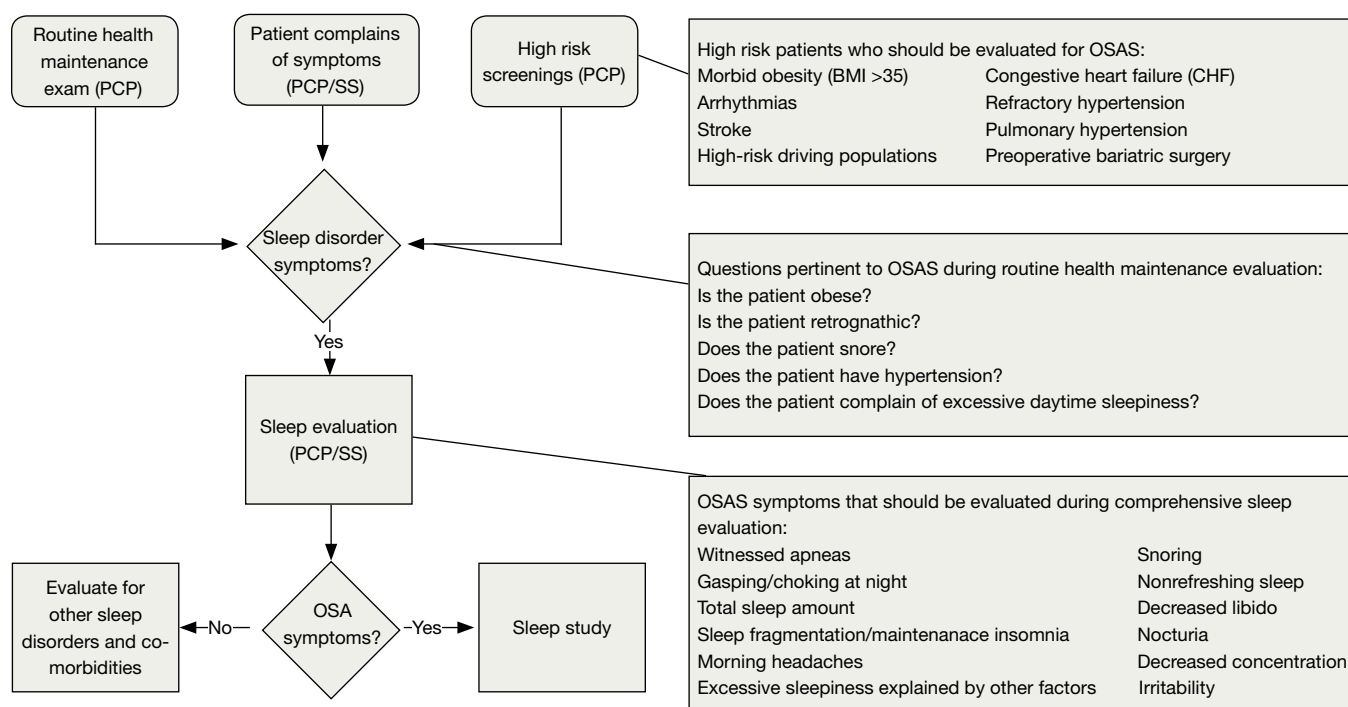 Routine health
maintenance
exam (PCP)
Patient complains
of symptoms
(PCP/SS)
High risk
screenings (PCP)
High risk patients who should be evaluated for OSAS:
Morbid obesity (BMI >35)
Congestive heart failure (CHF)
Arrhythmias
Refractory hypertension
Stroke
Pulmonary hypertension
High-risk driving populations
Preoperative bariatric surgery
Sleep disorder
symptoms?
Questions pertinent to OSAS during routine health maintenance evaluation:
Is the patient obese?
Is the patient retrognathic?
Does the patient snore?
Does the patient have hypertension?
Does the patient complain of excessive daytime sleepiness?
Yes
Sleep evaluation
(PCP/SS)
OSAS symptoms that should be evaluated during comprehensive sleep
evaluation:
Witnessed apneas
Snoring
Gasping/choking at night
Nonrefreshing sleep
Total sleep amount
Decreased libido
Sleep fragmentation/maintenanace insomnia
Nocturia
Morning headaches
Decreased concentration
Excessive sleepiness explained by other factors
Irritability
Evaluate for
other sleep
disorders and co-
morbidities
No
OSA
symptoms?
Yes
Sleep study